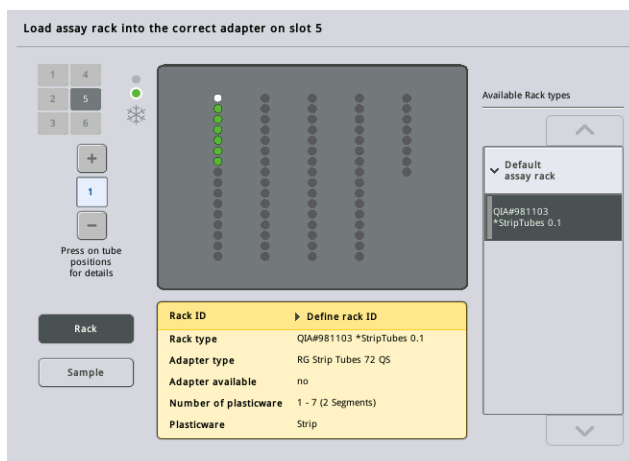 Load assay rack into the correct adapter on slot 5
1 4
2 5
3 6
+
1
−
Press on tube
positions
for details
Rack
Sample
Rack ID Define rack ID
Rack type QIA#981103 *StripTubes 0.1
Adapter type RG Strip Tubes 72 QS
Adapter available no
Number of plasticware 1 - 7 (2 Segments)
Plasticware Strip
Available Rack types
Default
assay rack
QIA#981103
*StripTubes 0.1